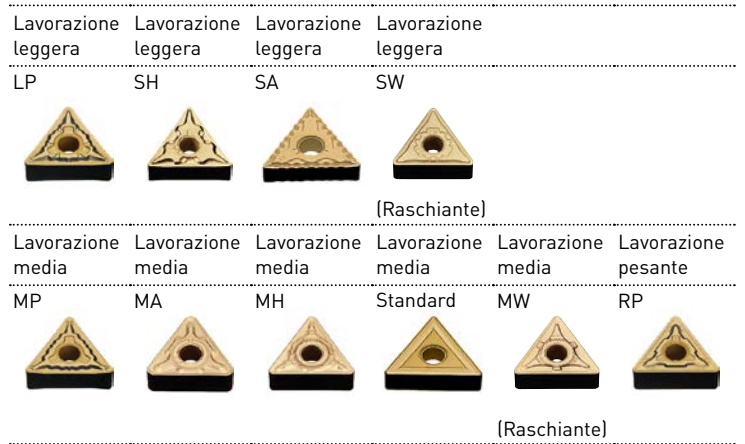 Lavorazione Lavorazione Lavorazione Lavorazione
leggera leggera leggera leggera
LP SH SA SW
(Raschiante)
Lavorazione Lavorazione Lavorazione Lavorazione Lavorazione Lavorazione
media media media media media pesante
MP MA MH Standard MW RP
(Raschiante)